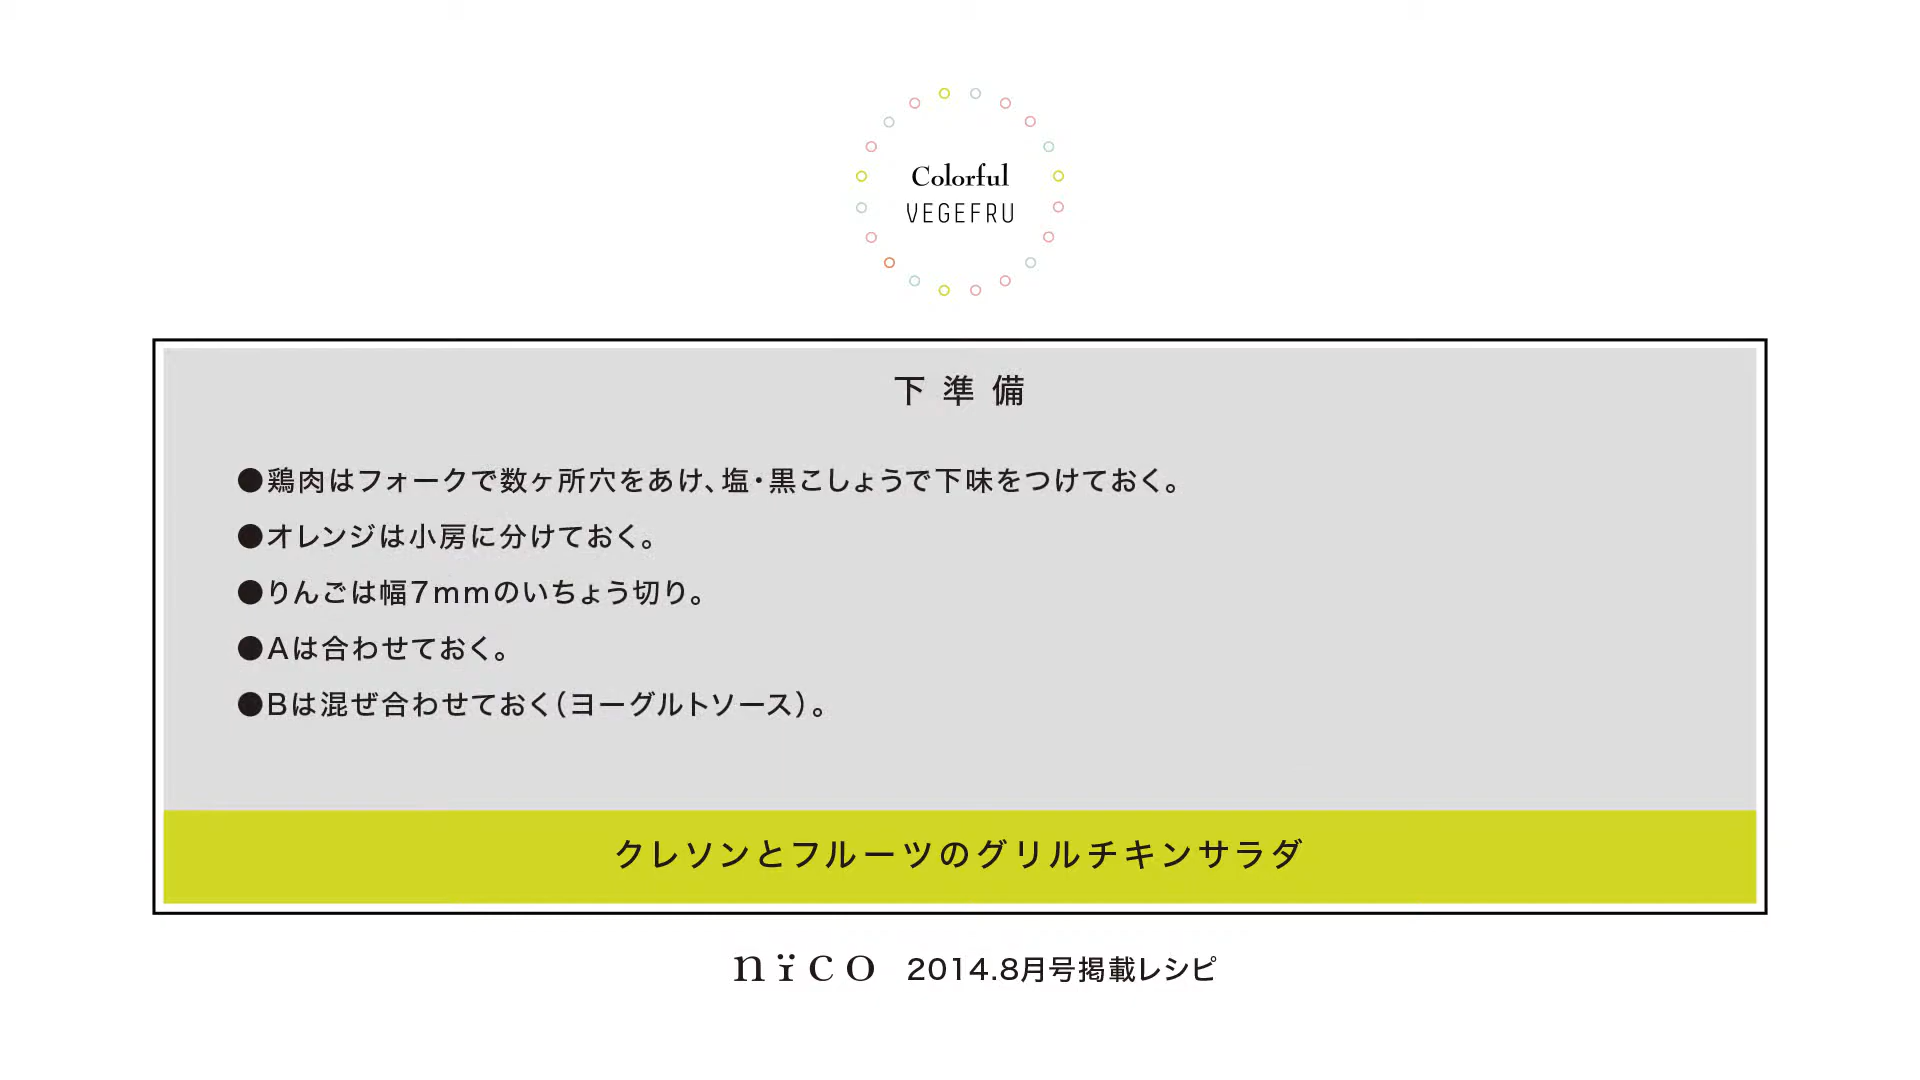 Colorful
VEGEFRU
下準備
●鶏肉はフォークで数ヶ所穴をあけ、塩・黒こしょうで下味をつけておく。
●オレンジは小房に分けておく。
●りんごは幅7mmのいちょう切り。
●Aは合わせておく。
●Bは混ぜ合わせておく(ヨーグルトソース)。
クレソンとフルーツのグリルチキンサラダ
nico 2014.8月号掲載レシピ